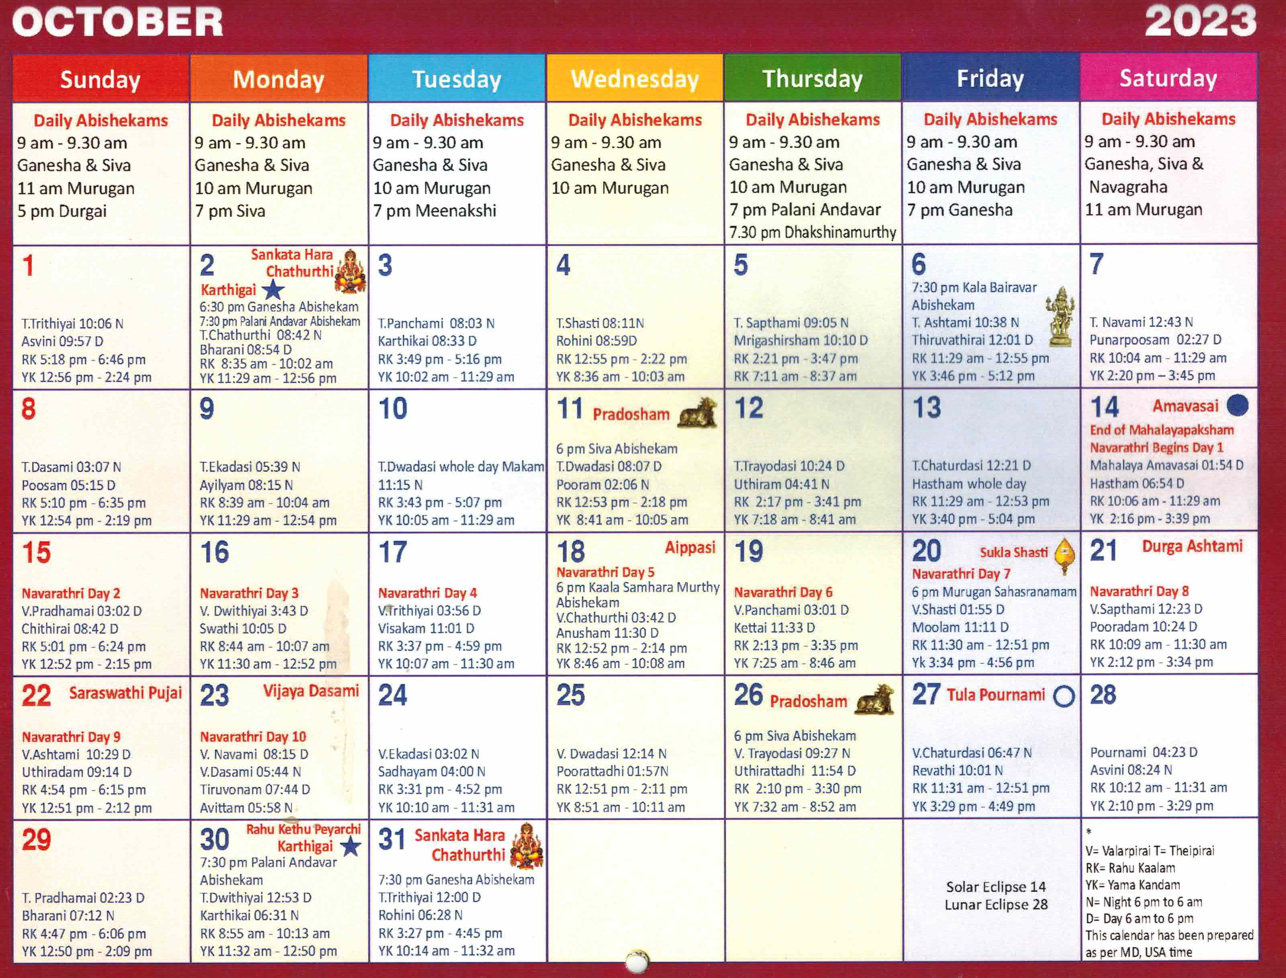 OCTOBER
2023
Sunday
Monday
Tuesday
Wednesday
Thursday
Friday
Saturday
Daily Abishekams
9 am - 9.30 am
Ganesha & Siva
11 am Murugan
5 pm Durgai
Daily Abishekams
9 am - 9.30 am
Ganesha & Siva
10 am Murugan
7 pm Siva
Daily Abishekams
9 am - 9.30 am
Ganesha & Siva
10 am Murugan
7 pm Meenakshi
Daily Abishekams
9 am - 9.30 am
Ganesha & Siva
10 am Murugan
Daily Abishekams
9 am - 9.30 am
Ganesha & Siva
10 am Murugan
7 pm Palani Andavar
7.30 pm Dhakshinamurthy
Daily Abishekams
9 am - 9.30 am
Ganesha & Siva
10 am Murugan
7 pm Ganesha
Daily Abishekams
9 am - 9.30 am
Ganesha, Siva &
Navagraha
11 am Murugan
1
T.Trithiyai 10:06 N
Asvini 09:57 D
RK 5:18 pm - 6:46 pm
YK 12:56 pm - 2:24 pm
2 Sankata Hara
Chathurthi
Karthigai
6:30 pm Ganesha Abishekam
7:30 pm Palani Andavar Abishekam
T.Chathurthi 08:42 N
Bharani 08:54 D
RK 8:35 am - 10:02 am
YK 11:29 am - 12:56 pm
3
T.Panchami 08:03 N
Karthikai 08:33 D
RK 3:49 pm - 5:16 pm
YK 10:02 am - 11:29 am
4
T.Shasti 08:11N
Rohini 08:59D
RK 12:55 pm - 2:22 pm
YK 8:36 am - 10:03 am
5
T. Sapthami 09:05 N
Mrigashirsham 10:10 D
RK 2:21 pm - 3:47 pm
RK 7:11 am - 8:37 am
6
7:30 pm Kala Bairavar
Abishekam
T. Ashtami 10:38 N
Thiruvathirai 12:01 D
RK 11:29 am - 12:55 pm
YK 3:46 pm - 5:12 pm
7
T. Navami 12:43 N
Punarpoosam 02:27 D
RK 10:04 am - 11:29 am
YK 2:20 pm – 3:45 pm
8
T.Dasami 03:07 N
Poosam 05:15 D
RK 5:10 pm - 6:35 pm
YK 12:54 pm - 2:19 pm
9
T.Ekadasi 05:39 N
Ayilyam 08:15 N
RK 8:39 am - 10:04 am
YK 11:29 am - 12:54 pm
10
T.Dwadasi whole day Makam
11:15 N
RK 3:43 pm - 5:07 pm
YK 10:05 am - 11:29 am
11 Pradosham
6 pm Siva Abishekam
T.Dwadasi 08:07 D
Pooram 02:06 N
RK 12:53 pm - 2:18 pm
YK 8:41 am - 10:05 am
12
T.Trayodasi 10:24 D
Uthiram 04:41 N
RK 2:17 pm - 3:41 pm
YK 7:18 am - 8:41 am
13
T.Chaturdasi 12:21 D
Hastham whole day
RK 11:29 am - 12:53 pm
YK 3:40 pm - 5:04 pm
14 Amavasai
End of Mahalayapaksham
Navarathri Begins Day 1
Mahalaya Amavasai 01:54 D
Hastham 06:54 D
RK 10:06 am - 11:29 am
YK 2:16 pm - 3:39 pm
15
Navarathri Day 2
V.Pradhamai 03:02 D
Chithirai 08:42 D
RK 5:01 pm - 6:24 pm
YK 12:52 pm - 2:15 pm
16
Navarathri Day 3
V. Dwithiyai 3:43 D
Swathi 10:05 D
RK 8:44 am - 10:07 am
YK 11:30 am - 12:52 pm
17
Navarathri Day 4
V.Trithiyai 03:56 D
Visakam 11:01 D
RK 3:37 pm - 4:59 pm
YK 10:07 am - 11:30 am
18 Aippasi
Navarathri Day 5
6 pm Kaala Samhara Murthy
Abishekam
V.Chathurthi 03:42 D
Anusham 11:30 D
RK 12:52 pm - 2:14 pm
YK 8:46 am - 10:08 am
19
Navarathri Day 6
V.Panchami 03:01 D
Kettai 11:33 D
RK 2:13 pm - 3:35 pm
YK 7:25 am - 8:46 am
20 Sukla Shasti
Navarathri Day 7
6 pm Murugan Sahasranamam
V.Shasti 01:55 D
Moolam 11:11 D
RK 11:30 am - 12:51 pm
Yk 3:34 pm - 4:56 pm
21 Durga Ashtami
Navarathri Day 8
V.Sapthami 12:23 D
Pooradam 10:24 D
RK 10:09 am - 11:30 am
YK 2:12 pm - 3:34 pm
22 Saraswathi Pujai
Navarathri Day 9
V.Ashtami 10:29 D
Uthiradam 09:14 D
RK 4:54 pm - 6:15 pm
YK 12:51 pm - 2:12 pm
23 Vijaya Dasami
Navarathri Day 10
V. Navami 08:15 D
V.Dasami 05:44 N
Tiruvonam 07:44 D
Avittam 05:58 N
24
V.Ekadasi 03:02 N
Sadhayam 04:00 N
RK 3:31 pm - 4:52 pm
YK 10:10 am - 11:31 am
25
V. Dwadasi 12:14 N
Poorattadhi 01:57N
RK 12:51 pm - 2:11 pm
YK 8:51 am - 10:11 am
26 Pradosham
6 pm Siva Abishekam
V. Trayodasi 09:27 N
Uthirattadhi 11:54 D
RK 2:10 pm - 3:30 pm
YK 7:32 am - 8:52 am
27 Tula Pournami
V.Chaturdasi 06:47 N
Revathi 10:01 N
RK 11:31 am - 12:51 pm
YK 3:29 pm - 4:49 pm
28
Pournami 04:23 D
Asvini 08:24 N
RK 10:12 am - 11:31 am
YK 2:10 pm - 3:29 pm
29
T. Pradhamai 02:23 D
Bharani 07:12 N
RK 4:47 pm - 6:06 pm
YK 12:50 pm - 2:09 pm
30 Rahu Kethu Peyarchi
Karthigai
7:30 pm Palani Andavar
Abishekam
T.Dwithiyai 12:53 D
Karthikai 06:31 N
RK 8:55 am - 10:13 am
YK 11:32 am - 12:50 pm
31 Sankata Hara
Chathurthi
7:30 pm Ganesha Abishekam
T.Trithiyai 12:00 D
Rohini 06:28 N
RK 3:27 pm - 4:45 pm
YK 10:14 am - 11:32 am
Solar Eclipse 14
Lunar Eclipse 28
*
V= Valarpirai T= Theipirai
RK= Rahu Kaalam
YK= Yama Kandam
N= Night 6 pm to 6 am
D= Day 6 am to 6 pm
This calendar has been prepared
as per MD, USA time